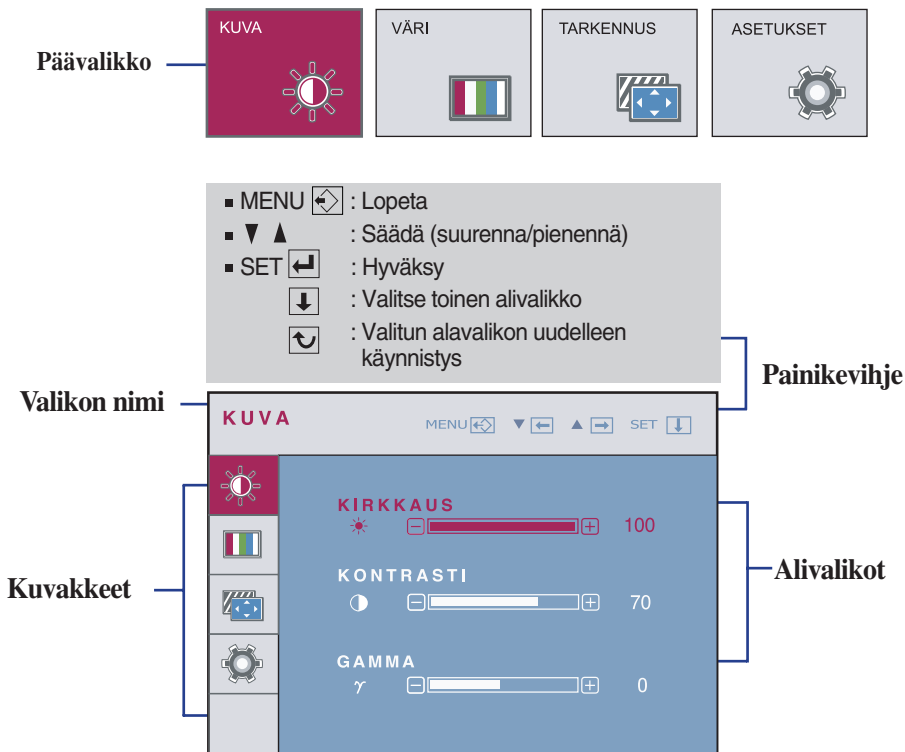 KUVA
VÄRI
TARKENNUS
ASETUKSET
Päävalikko
MENU : Lopeta
▼ ▲ : Säädä (suurenna/pienennä)
SET : Hyväksy
: Valitse toinen alivalikko
: Valitun alavalikon uudelleen
käynnistys
Painikevihje
Valikon nimi
KUVA
MENU ▼ ▲ SET
KIRKKAUS
100
KONTRASTI
70
GAMMA
γ 0
Kuvakkeet
Alivalikot